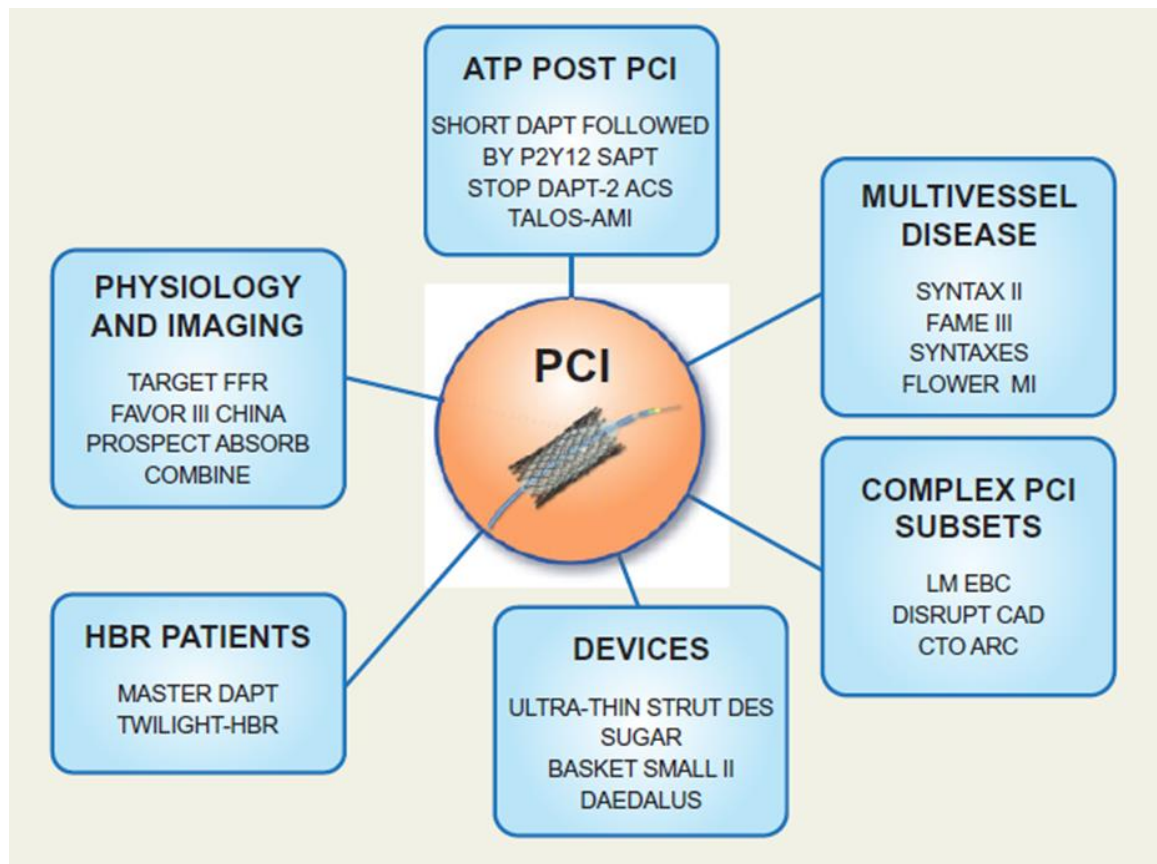 ATP POST PCI
SHORT DAPT FOLLOWED
BY P2Y12 SAPT
STOP DAPT-2 ACS
TALOS-AMI
MULTIVESSEL
DISEASE
SYNTAX II
FAME III
SYNTAXES
FLOWER MI
PHYSIOLOGY
AND IMAGING
TARGET FFR
FAVOR III CHINA
PROSPECT ABSORB
COMBINE
PCI
COMPLEX PCI
SUBSETS
LM EBC
DISRUPT CAD
CTO ARC
HBR PATIENTS
MASTER DAPT
TWILIGHT-HBR
DEVICES
ULTRA-THIN STRUT DES
SUGAR
BASKET SMALL II
DAEDALUS